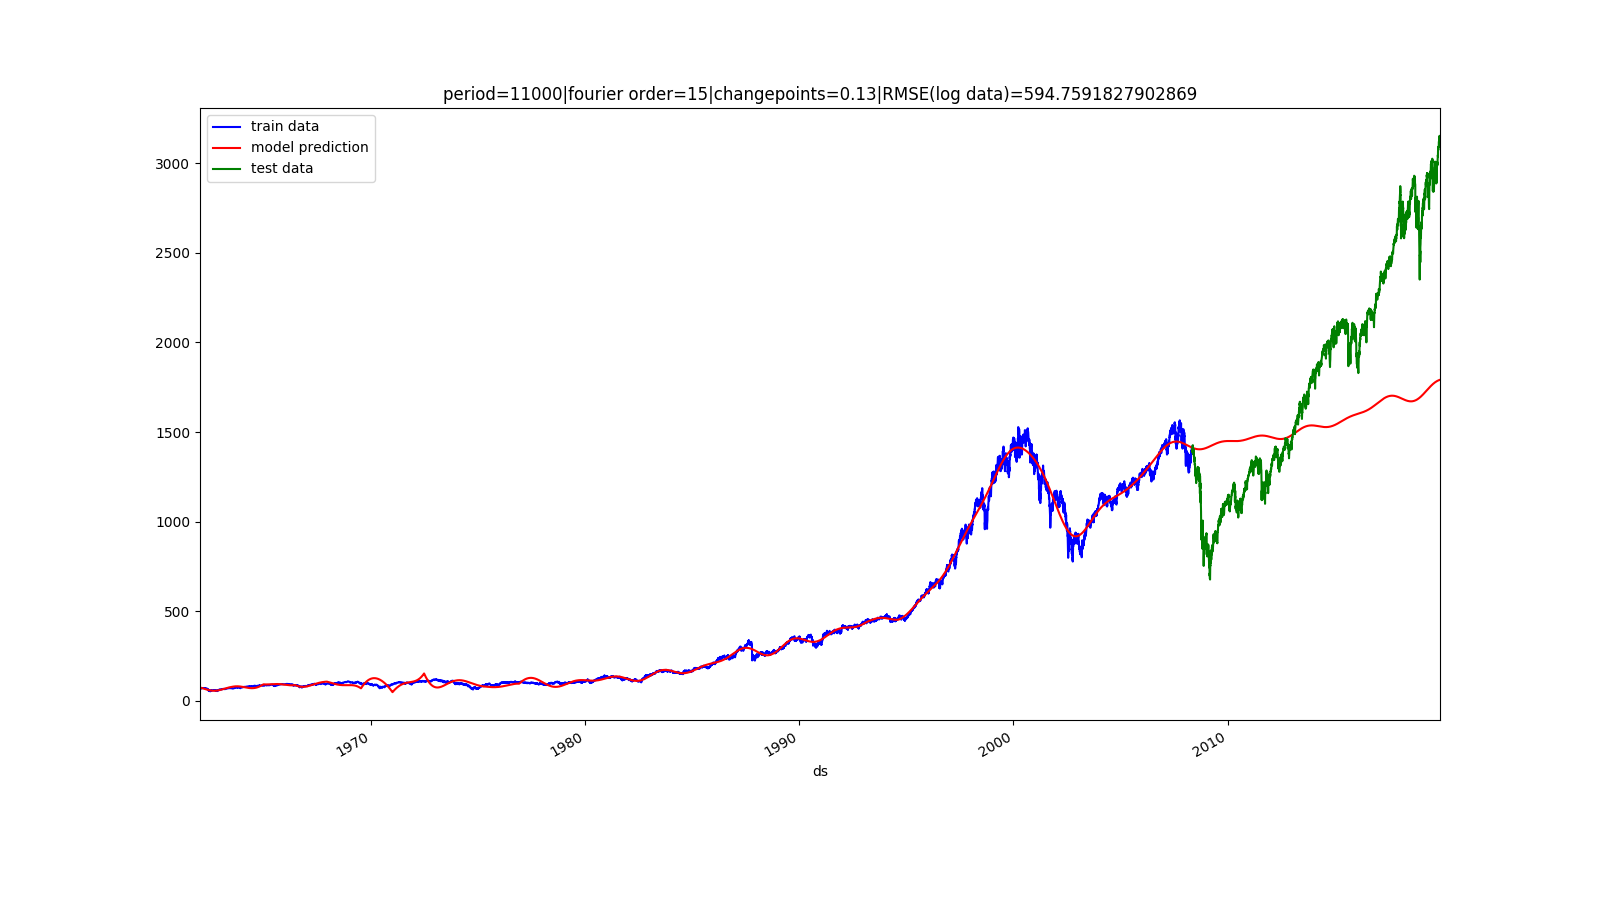 period=11000|fourier order=15|changepoints=0.13|RMSE(log data)=594.7591827902869
train data
model prediction
test data
3000
2500
2000
1500
1000
500
0
1970
1980
1990
2000
2010
ds